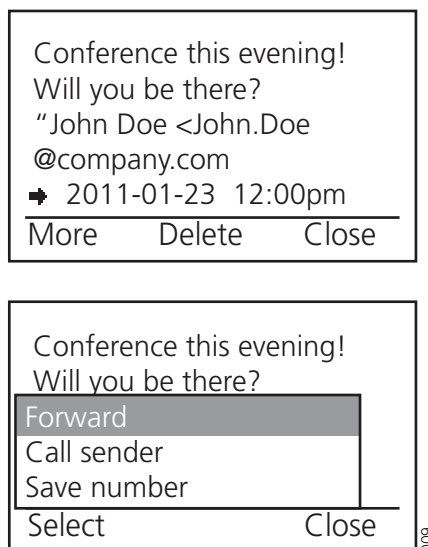 Conference this evening!
Will you be there?
“John Doe <John.Doe
@company.com
➡ 2011-01-23 12:00pm
More Delete Close
Conference this evening!
Will you be there?
Forward
Call sender
Save number
Select Close